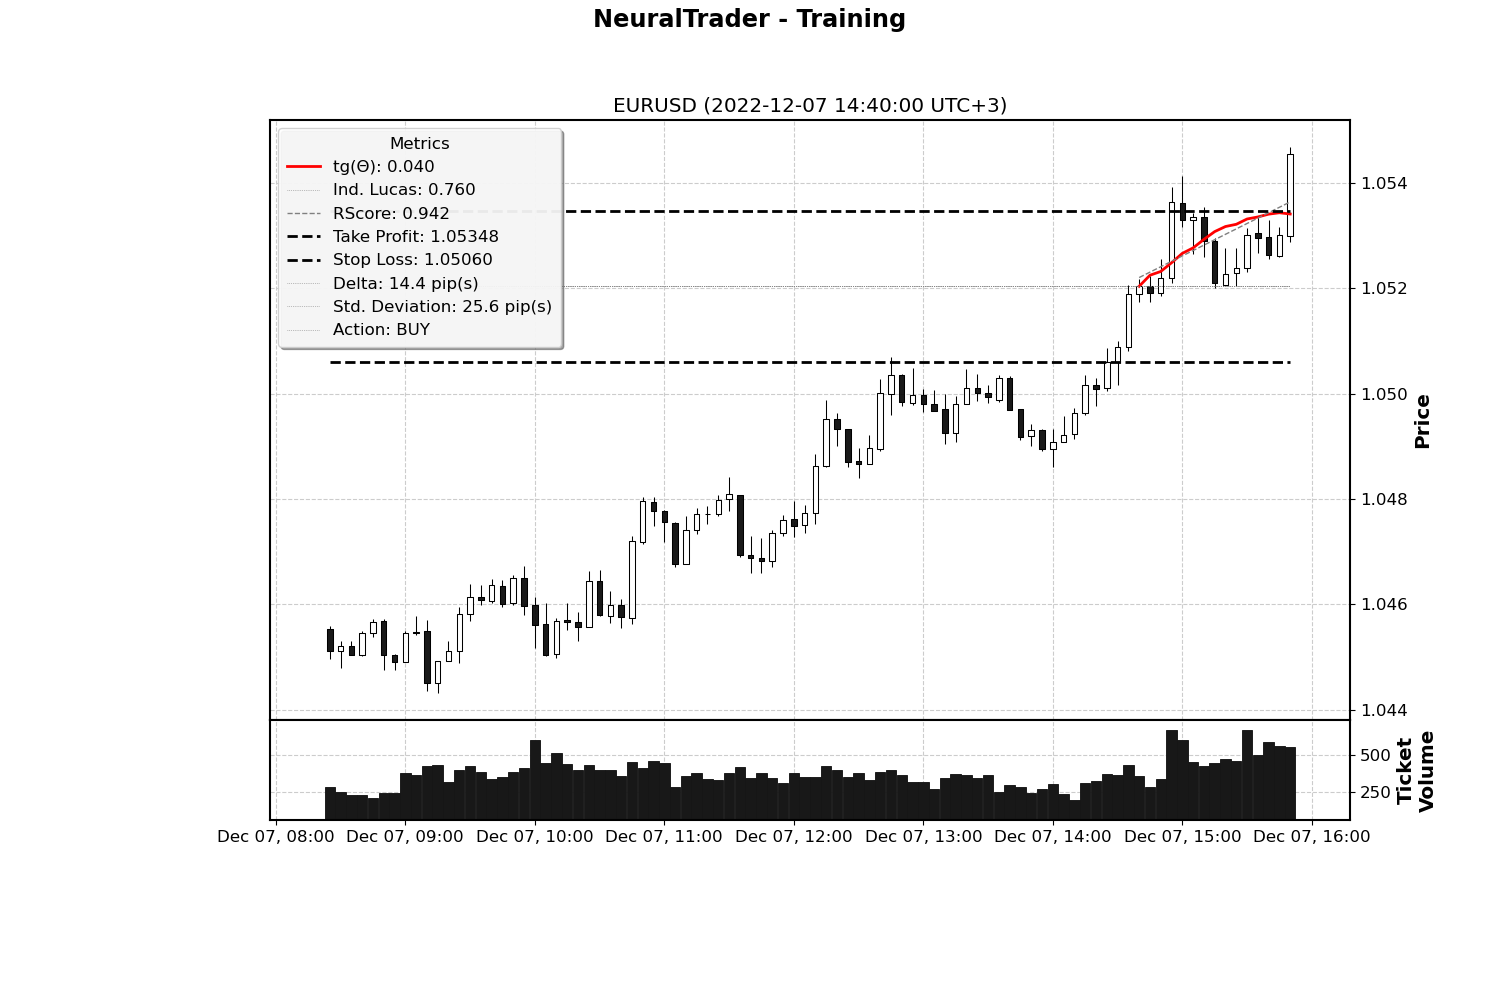 NeuralTrader - Training
EURUSD (2022-12-07 14:40:00 UTC+3)
Metrics
tg(Θ): 0.040
Ind. Lucas: 0.760
RScore: 0.942
Take Profit: 1.05348
Stop Loss: 1.05060
Delta: 14.4 pip(s)
Std. Deviation: 25.6 pip(s)
Action: BUY
1.054
1.052
1.050
1.048
1.046
1.044
Price
500
250
Ticket
Volume
Dec 07, 08:00 Dec 07, 09:00 Dec 07, 10:00 Dec 07, 11:00 Dec 07, 12:00 Dec 07, 13:00 Dec 07, 14:00 Dec 07, 15:00 Dec 07, 16:00